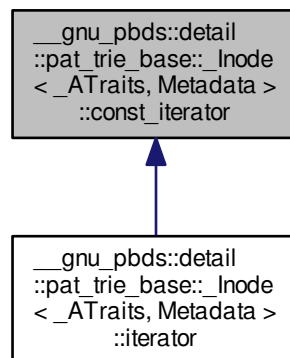 __gnu_pbds::detail
::pat_trie_base::_Inode
< _ATraits, Metadata >
::const_iterator
__gnu_pbds::detail
::pat_trie_base::_Inode
< _ATraits, Metadata >
::iterator